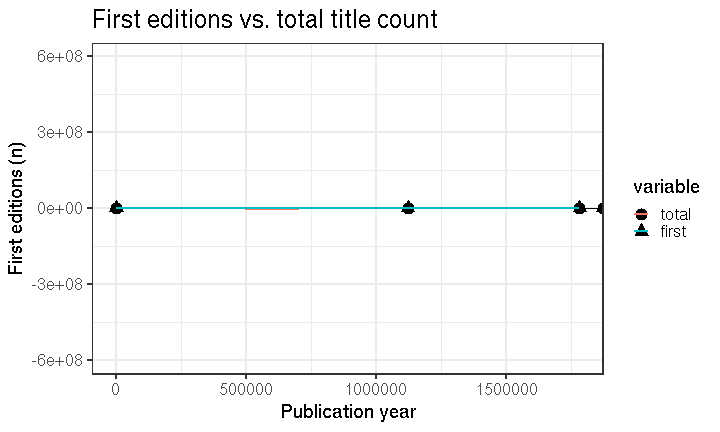 First editions vs. total title count
First editions (n)
6e+08
3e+08
0e+00
-3e+08
-6e+08
0
500000
1000000
1500000
Publication year
variable
total
first